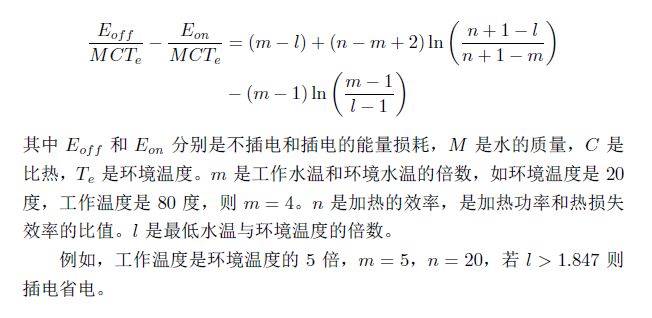 \frac{E_{off}}{MCT_e} - \frac{E_{on}}{MCT_e} = (m - l) + (n - m + 2) \ln \left( \frac{n + 1 - l}{n + 1 - m} \right)
- (m - 1) \ln \left( \frac{m - 1}{l - 1} \right)
其中 E_{off} 和 E_{on} 分别是不插电和插电的能量损耗，M 是水的质量，C 是
比热，T_e 是环境温度。m 是工作水温和环境水温的倍数，如环境温度是 20
度，工作温度是 80 度，则 m = 4。n 是加热的效率，是加热功率和热损失
效率的比值。l 是最低水温与环境温度的倍数。
例如，工作温度是环境温度的 5 倍，m = 5，n = 20，若 l > 1.847 则
插电省电。